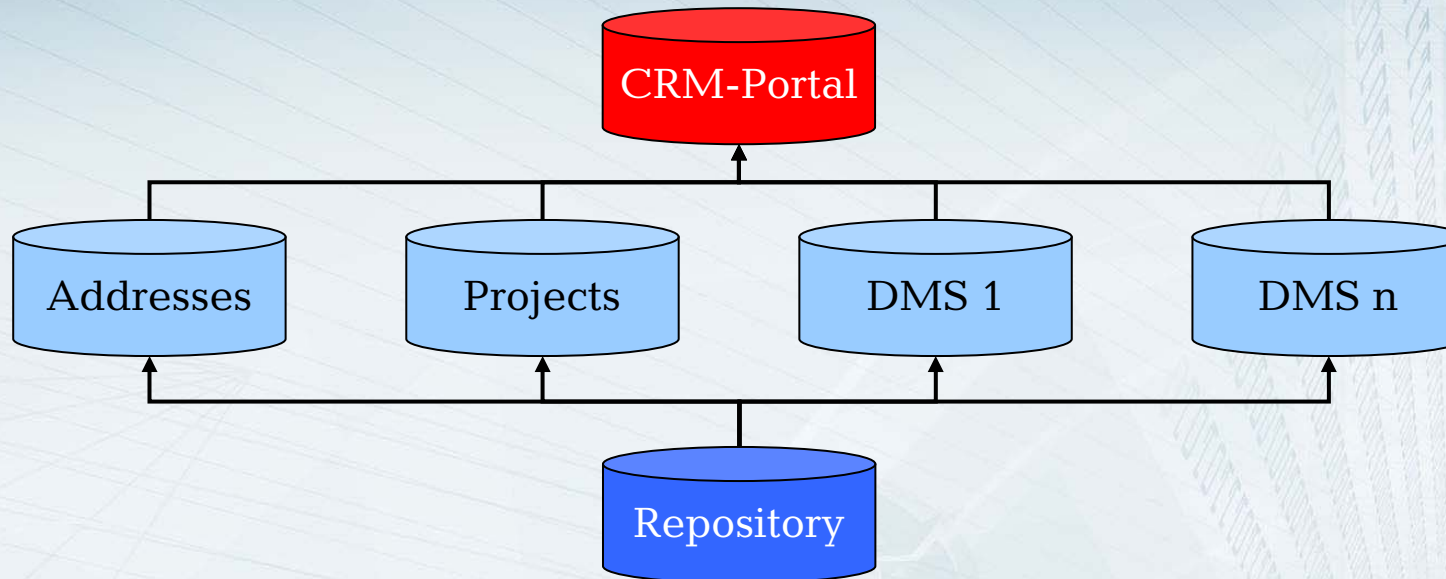 CRM-Portal
Addresses
Projects
DMS 1
DMS n
Repository